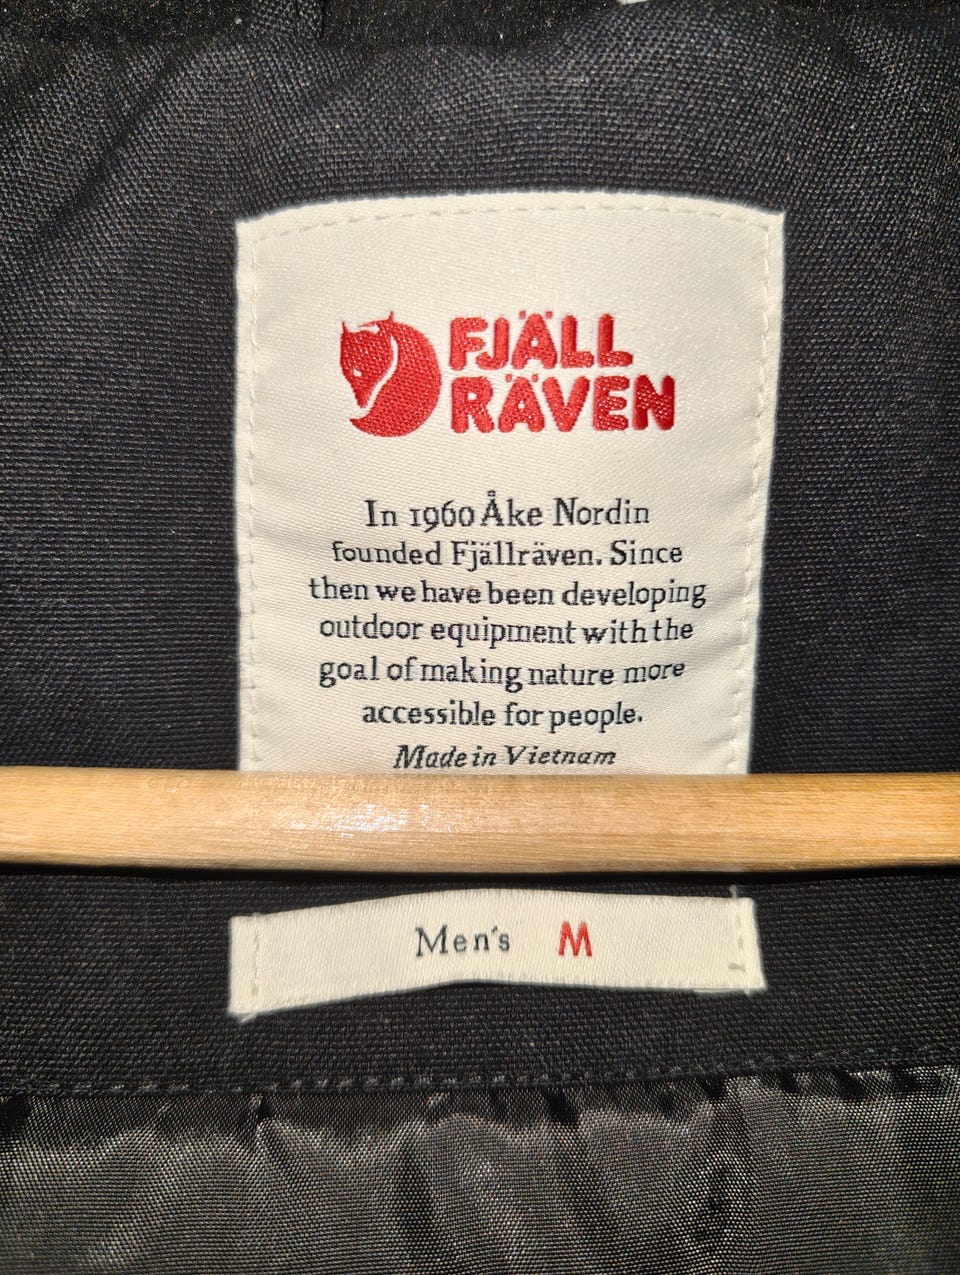 FJÄLL
RÄVEN
In 1960 Åke Nordin
founded Fjällräven. Since
then we have been developing
outdoor equipment with the
goal of making nature more
accessible for people.
Made in Vietnam
Men's M